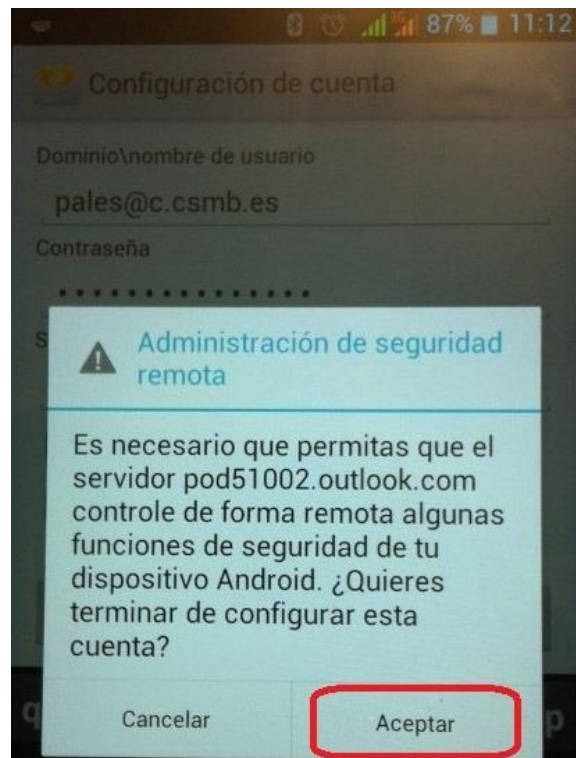 3G 87% 11:12
Configuración de cuenta
Dominio\nombre de usuario
pales@c.csmb.es
Contraseña
S
Administración de seguridad
remota
Es necesario que permitas que el
servidor pod51002.outlook.com
controle de forma remota algunas
funciones de seguridad de tu
dispositivo Android. ¿Quieres
terminar de configurar esta
cuenta?
q
Cancelar
Aceptar
p